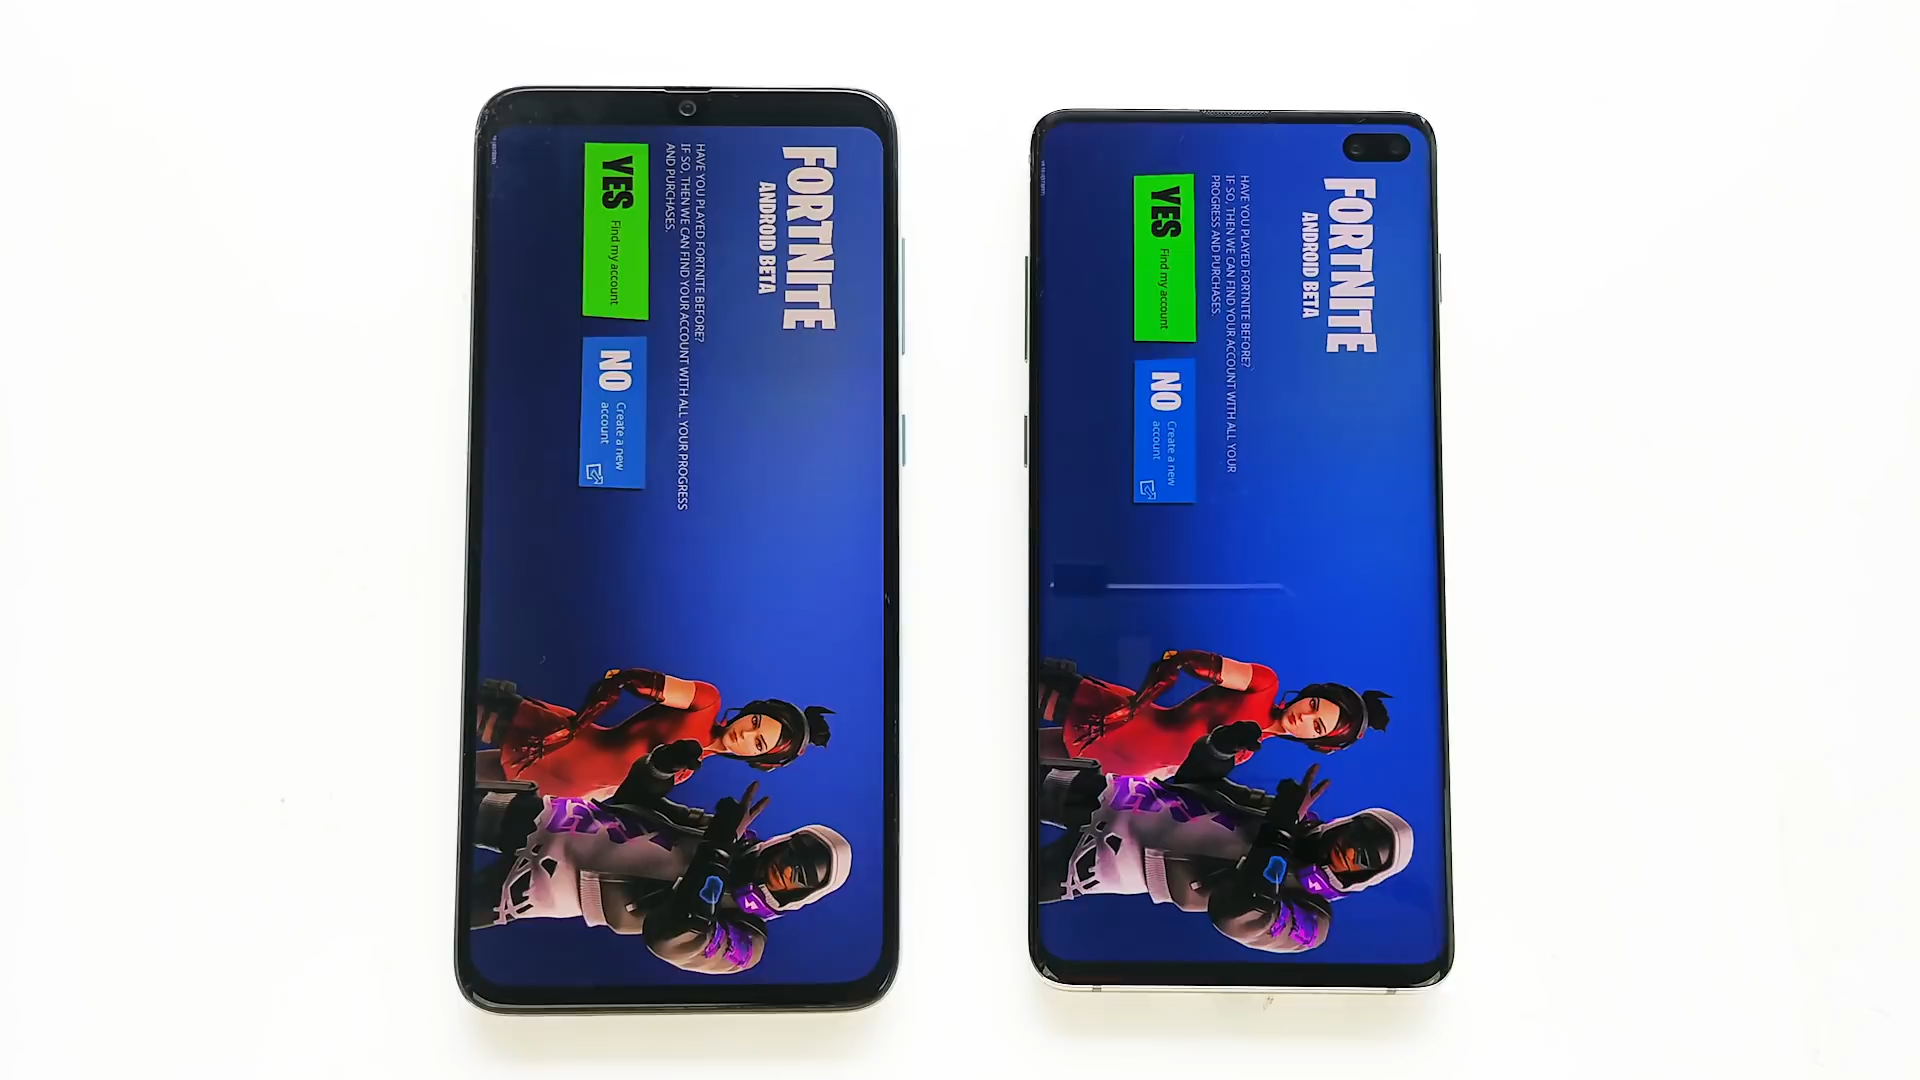 FORTNITE
ANDROID BETA
HAVE YOU PLAYED FORTNITE BEFORE?
IF SO, THEN WE CAN FIND YOUR ACCOUNT WITH ALL YOUR PROGRESS
AND PURCHASES.
YES Find my account
NO Create a new
account
FORTNITE
ANDROID BETA
HAVE YOU PLAYED FORTNITE BEFORE?
IF SO, THEN WE CAN FIND YOUR ACCOUNT WITH ALL YOUR
PROGRESS AND PURCHASES.
YES Find my account
NO Create a new
account